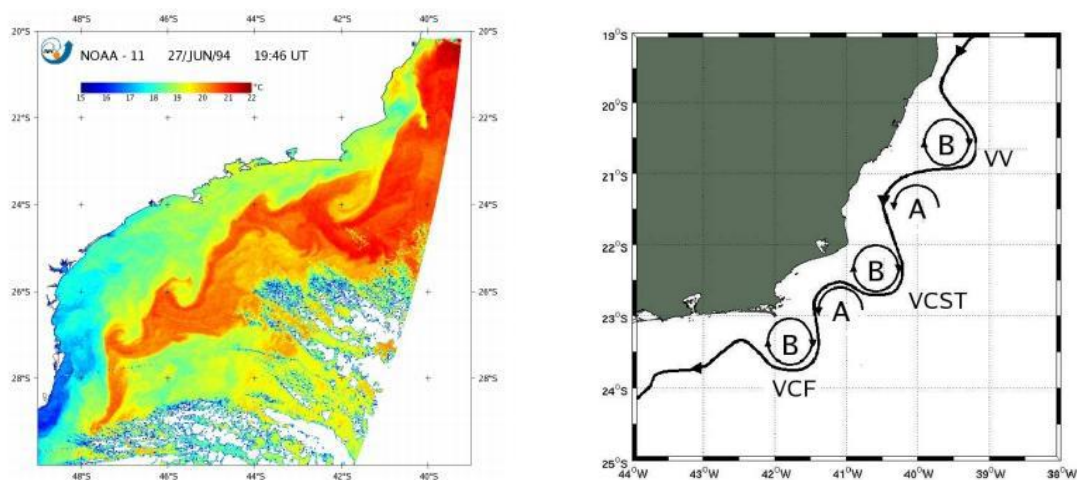 48°S 46°S 44°S 42°S 40°S
20°S
20°S
NOAA - 11 27/JUN/94 19:46 UT
°C
15 16 17 18 19 20 21 22
22°S
22°S
24°S
24°S
26°S
26°S
28°S
28°S
48°S 46°S 44°S 42°S 40°S
19°S
20°S
B
VV
21°S
A
22°S
B
VCST
23°S
A
B
VCF
24°S
25°S
44°W 43°W 42°W 41°W 40°W 39°W 38°W